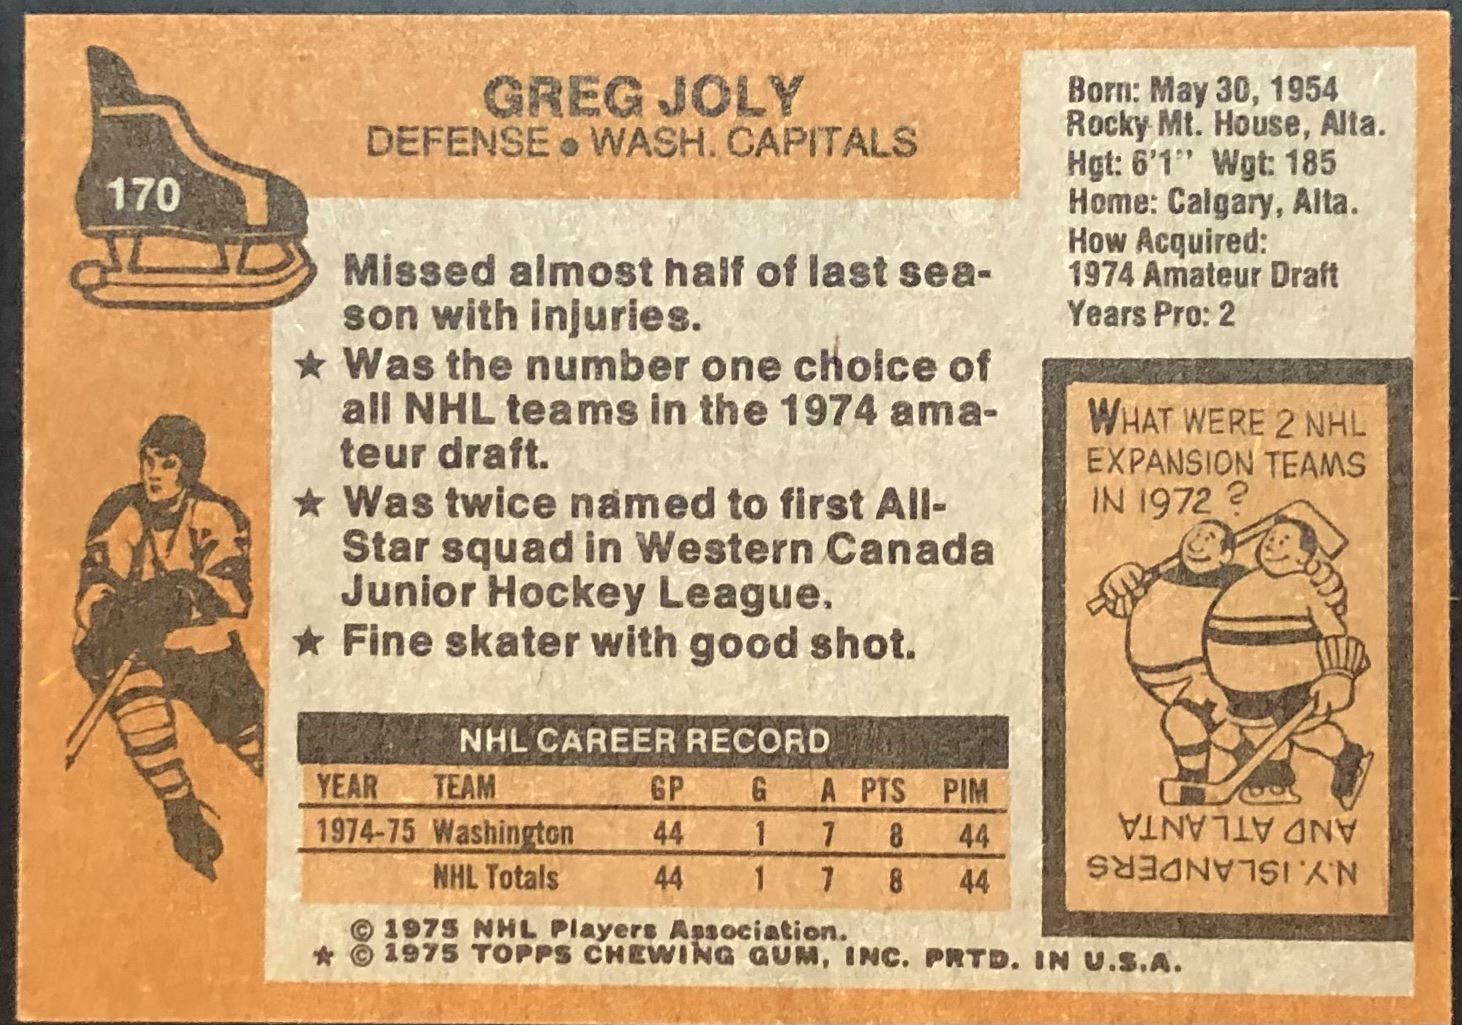 170
GREG JOLY
DEFENSE • WASH. CAPITALS
Born: May 30, 1954
Rocky Mt. House, Alta.
Hgt: 6'1" Wgt: 185
Home: Calgary, Alta.
How Acquired:
1974 Amateur Draft
Years Pro: 2
Missed almost half of last sea-
son with injuries.
★ Was the number one choice of
all NHL teams in the 1974 ama-
teur draft.
★ Was twice named to first All-
Star squad in Western Canada
Junior Hockey League.
★ Fine skater with good shot.
WHAT WERE 2 NHL
EXPANSION TEAMS
IN 1972?
N.Y. ISLANDERS
AND ATLANTA
NHL CAREER RECORD
YEAR TEAM GP G A PTS PIM
1974-75 Washington 44 1 7 8 44
NHL Totals 44 1 7 8 44
© 1975 NHL Players Association.
★ © 1975 TOPPS CHEWING GUM, INC. PRTD. IN U.S.A.